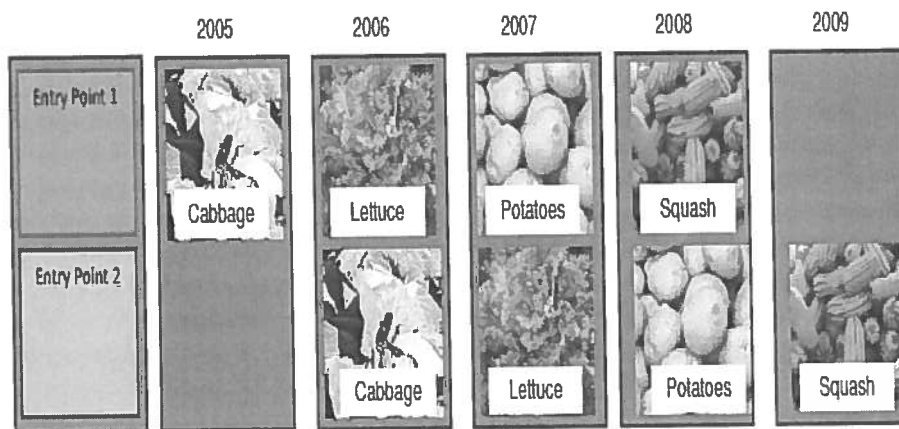 2005 2006 2007 2008 2009
Entry Point 1
Cabbage Lettuce Potatoes Squash
Entry Point 2
Cabbage Lettuce Potatoes Squash